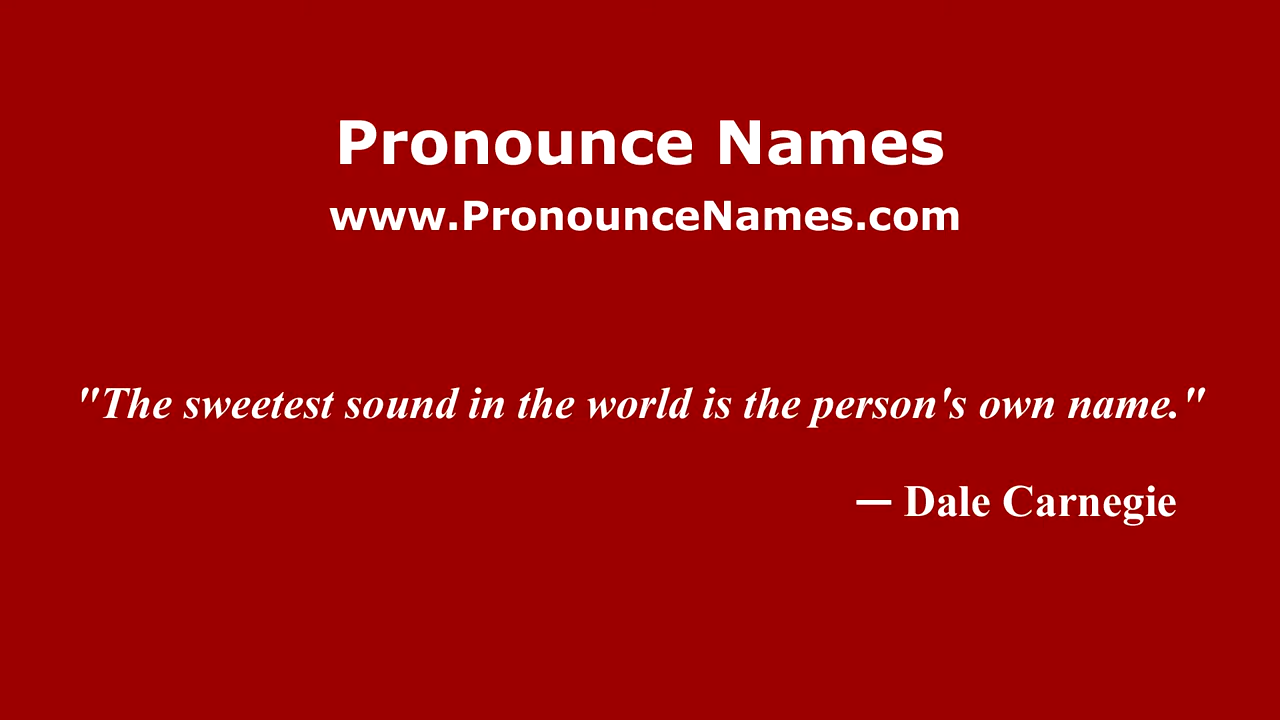 Pronounce Names
www.PronounceNames.com
"The sweetest sound in the world is the person's own name."
— Dale Carnegie